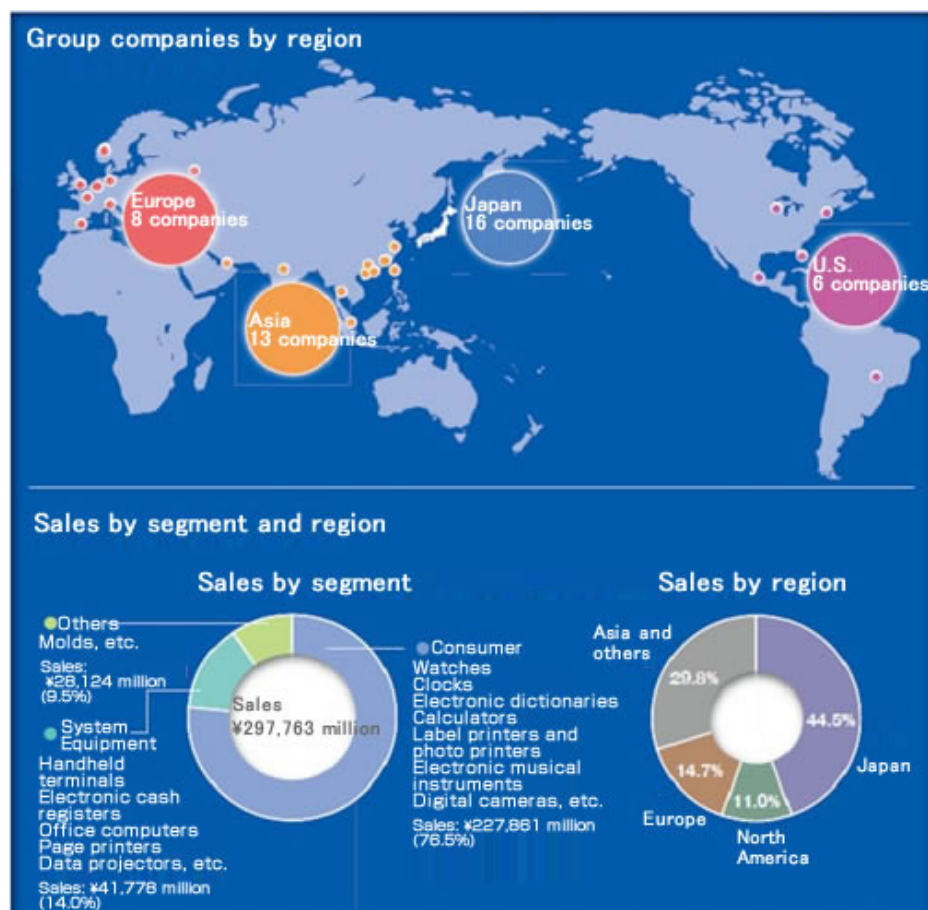 Group companies by region
Europe
8 companies
Japan
16 companies
U.S.
6 companies
Asia
13 companies
Sales by segment and region
Sales by segment
Others
Molds, etc.
Sales:
¥28,124 million
(9.5%)
System
Equipment
Handheld
terminals
Electronic cash
registers
Office computers
Page printers
Data projectors, etc.
Sales: ¥41,778 million
(14.0%)
Sales
¥297,763 million
Consumer
Watches
Clocks
Electronic dictionaries
Calculators
Label printers and
photo printers
Electronic musical
instruments
Digital cameras, etc.
Sales: ¥227,861 million
(76.5%)
Sales by region
Asia and
others
29.8%
44.5%
Japan
14.7%
Europe
11.0%
North
America